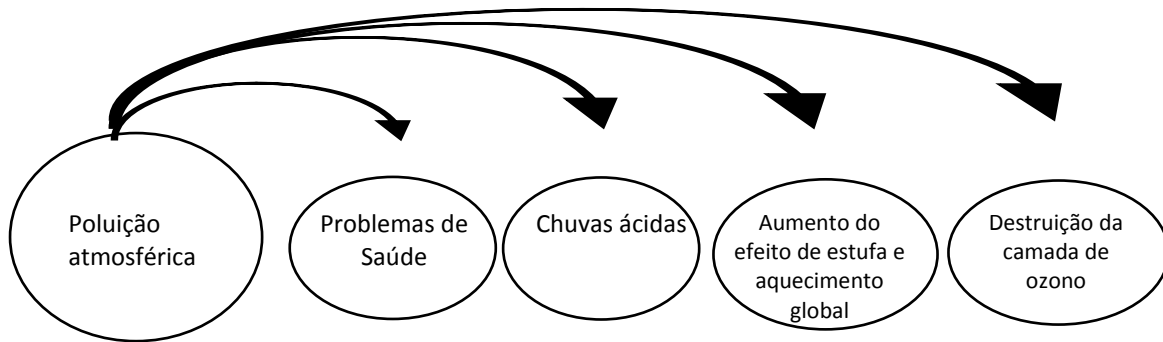 Poluição
atmosférica
Problemas de
Saúde
Chuvas ácidas
Aumento do
efeito de estufa e
aquecimento
global
Destruição da
camada de
ozono